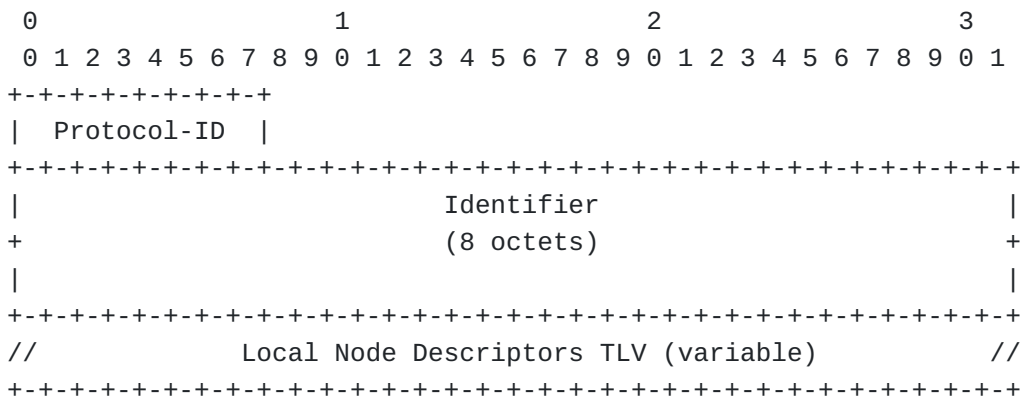 0                   1                   2                   3
 0 1 2 3 4 5 6 7 8 9 0 1 2 3 4 5 6 7 8 9 0 1 2 3 4 5 6 7 8 9 0 1
+-+-+-+-+-+-+-+-+
|  Protocol-ID  |
+-+-+-+-+-+-+-+-+-+-+-+-+-+-+-+-+-+-+-+-+-+-+-+-+-+-+-+-+-+-+-+-+
|                           Identifier                          |
+                           (8 octets)                          +
|                                                               |
+-+-+-+-+-+-+-+-+-+-+-+-+-+-+-+-+-+-+-+-+-+-+-+-+-+-+-+-+-+-+-+-+
//             Local Node Descriptors TLV (variable)           //
+-+-+-+-+-+-+-+-+-+-+-+-+-+-+-+-+-+-+-+-+-+-+-+-+-+-+-+-+-+-+-+-+